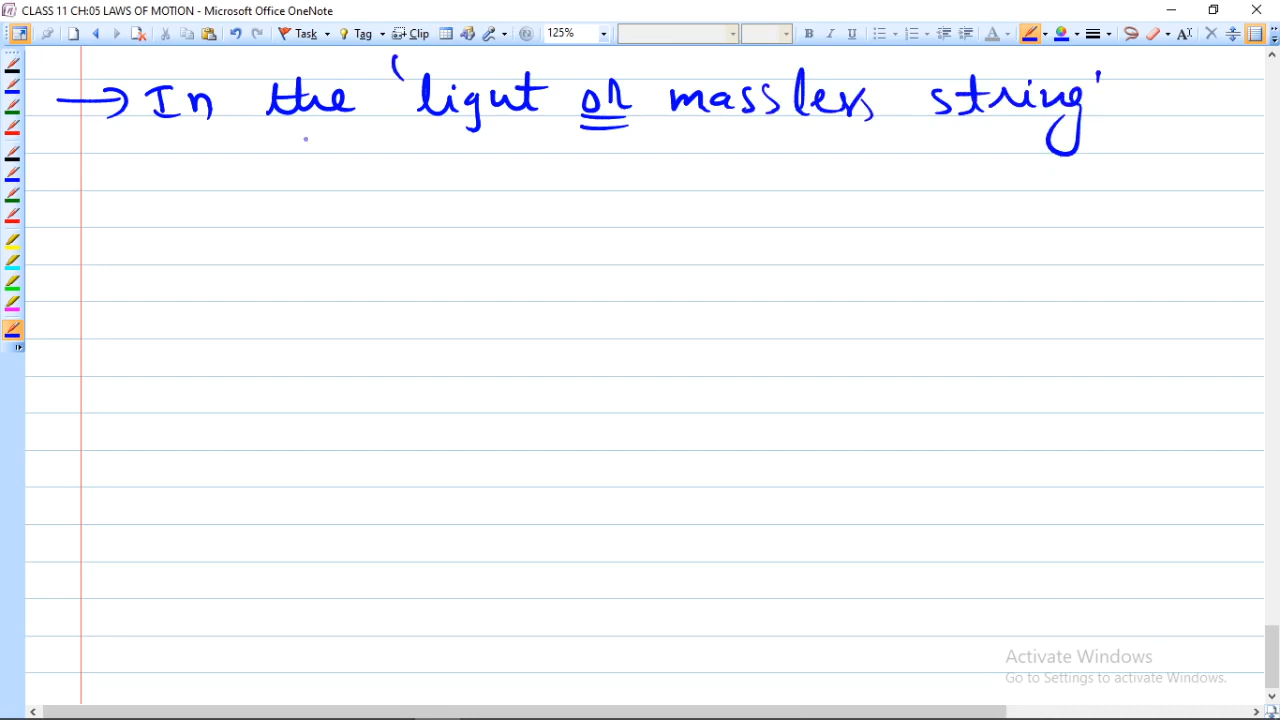 CLASS 11 CH:05 LAWS OF MOTION - Microsoft Office OneNote
Task Tag Clip 125% B I U A A
→ In the 'light or massless string'
Activate Windows
Go to Settings to activate Windows.